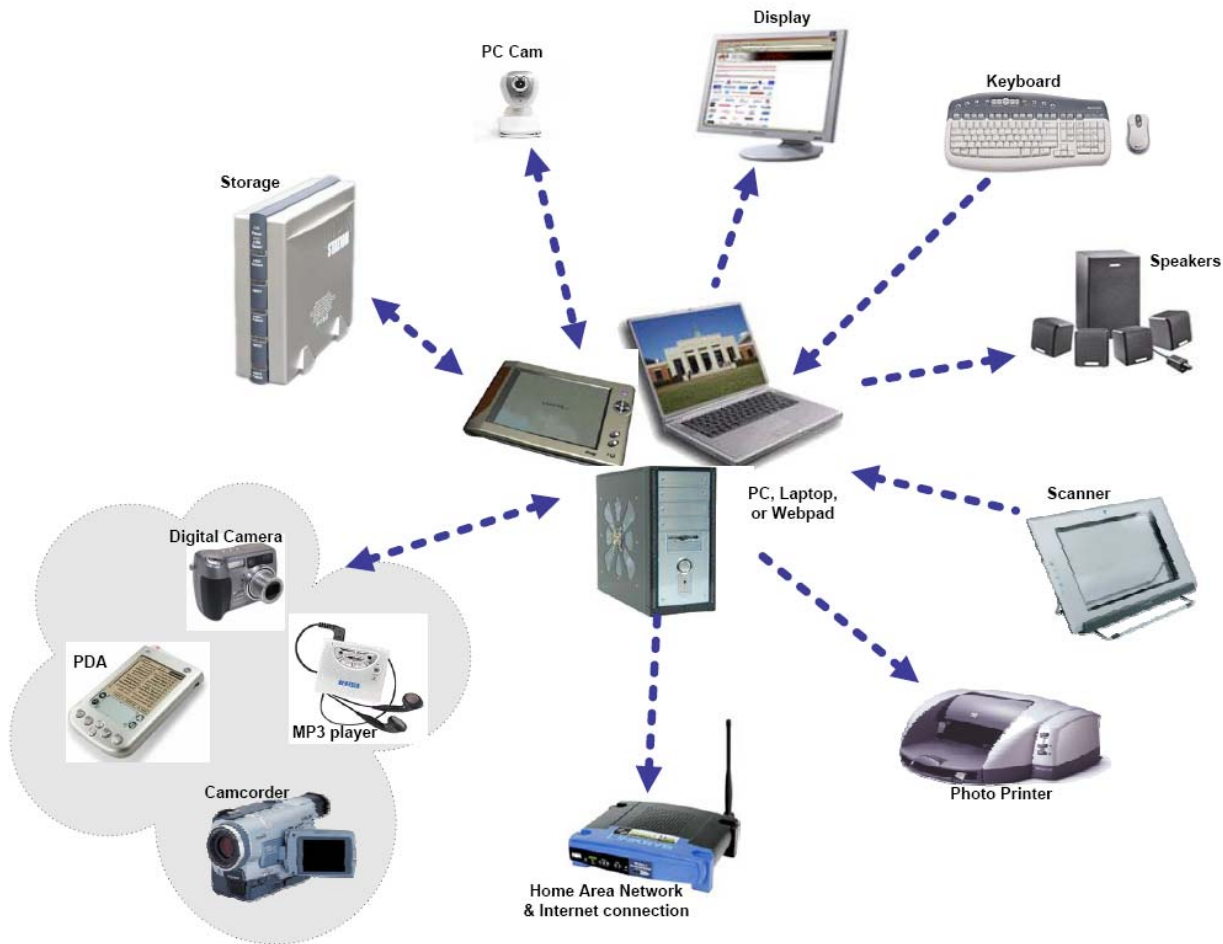 Display
PC Cam
Keyboard
Storage
Speakers
PC, Laptop,
or Webpad
Scanner
Digital Camera
PDA
MP3 player
Camcorder
Photo Printer
Home Area Network
& Internet connection